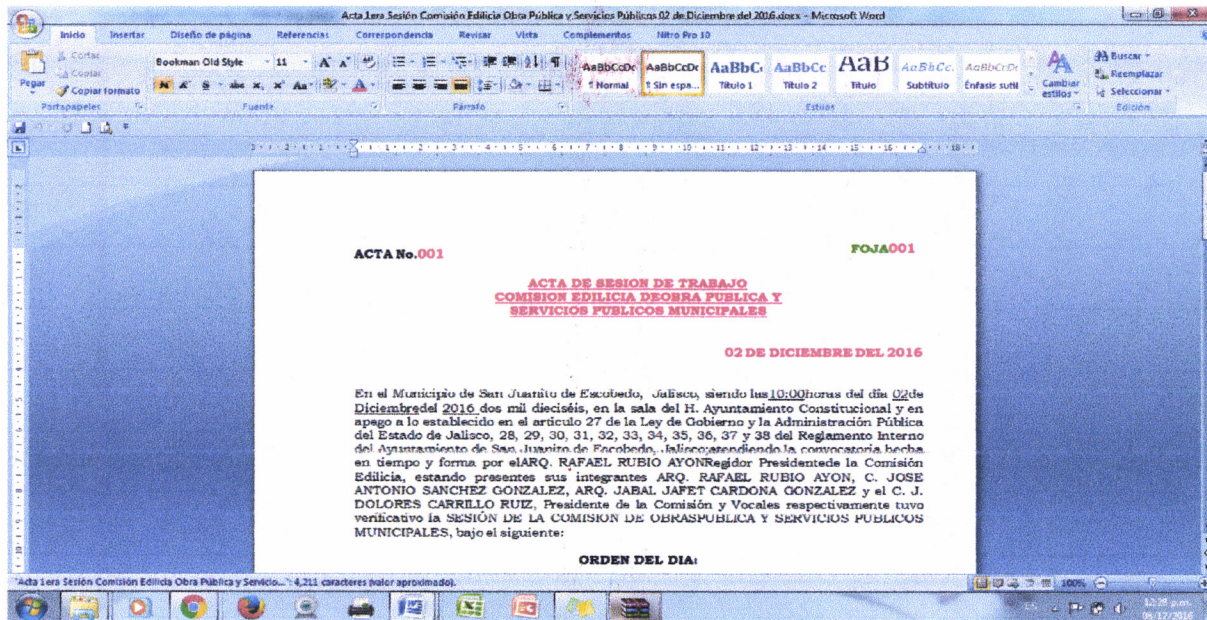 Acta 1era Sesión Comisión Edilicia Obra Pública y Servicios Públicos 02 de Diciembre del 2016.docx - Microsoft Word
Inicio Insertar Diseño de página Referencias Correspondencia Revisar Vista Complementos Nitro Pro 10
Cortar
Copiar
Copiar formato
Pegar
Portapapeles
Bookman Old Style 11
N K S abc x, x² Aa A
Fuente
Párrafo
AaBbCcDc AaBbCcDc AaBbC AaBbCc AaB AaBbCc. AaBbCcDc
¶ Normal ¶ Sin espa... Título 1 Título 2 Título Subtítulo Énfasis sutil
Estilos
Cambiar estilos
Buscar
Reemplazar
Seleccionar
Edición
ACTA No.001 FOJA001
ACTA DE SESION DE TRABAJO
COMISION EDILICIA DEOBRA PUBLICA Y
SERVICIOS PUBLICOS MUNICIPALES
02 DE DICIEMBRE DEL 2016
En el Municipio de San Juanito de Escobedo, Jalisco, siendo las10:00horas del día 02de
Diciembredel 2016 dos mil dieciséis, en la sala del H. Ayuntamiento Constitucional y en
apego a lo establecido en el artículo 27 de la Ley de Gobierno y la Administración Pública
del Estado de Jalisco, 28, 29, 30, 31, 32, 33, 34, 35, 36, 37 y 38 del Reglamento Interno
del Ayuntamiento de San Juanito de Escobedo, Jalisco;atendiendo la convocatoria hecha
en tiempo y forma por elARQ. RAFAEL RUBIO AYONRegidor Presidentede la Comisión
Edilicia, estando presentes sus integrantes ARQ. RAFAEL RUBIO AYON, C. JOSE
ANTONIO SANCHEZ GONZALEZ, ARQ. JABAL JAFET CARDONA GONZALEZ y el C. J.
DOLORES CARRILLO RUIZ, Presidente de la Comisión y Vocales respectivamente tuvo
verificativo la SESIÓN DE LA COMISION DE OBRASPUBLICA Y SERVICIOS PUBLICOS
MUNICIPALES, bajo el siguiente:
ORDEN DEL DIA:
"Acta 1era Sesión Comisión Edilicia Obra Pública y Servicio...": 4,211 caracteres (valor aproximado).
100%
12:28 p.m.